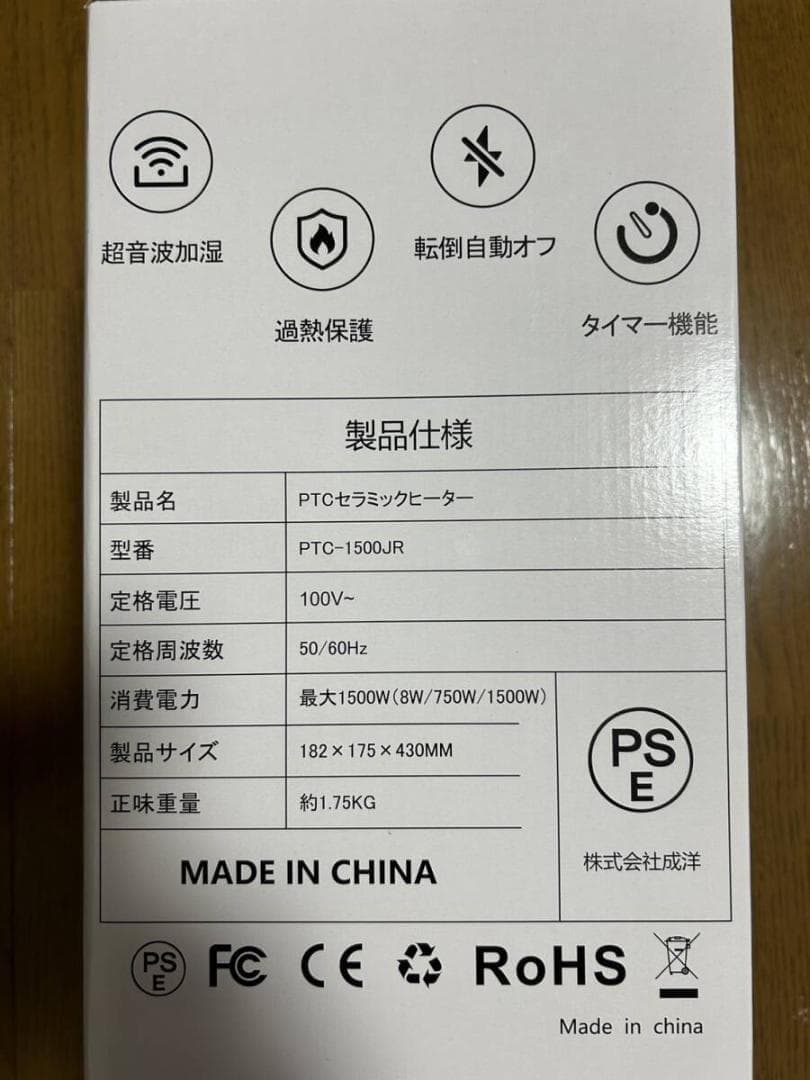 超音波加湿
転倒自動オフ
過熱保護
タイマー機能
製品仕様
製品名 PTCセラミックヒーター
型番 PTC-1500JR
定格電圧 100V~
定格周波数 50/60Hz
消費電力 最大1500W(8W/750W/1500W)
製品サイズ 182×175×430MM
正味重量 約1.75KG
PS
E
株式会社成洋
MADE IN CHINA
PS
E
FC CE RoHS
Made in china